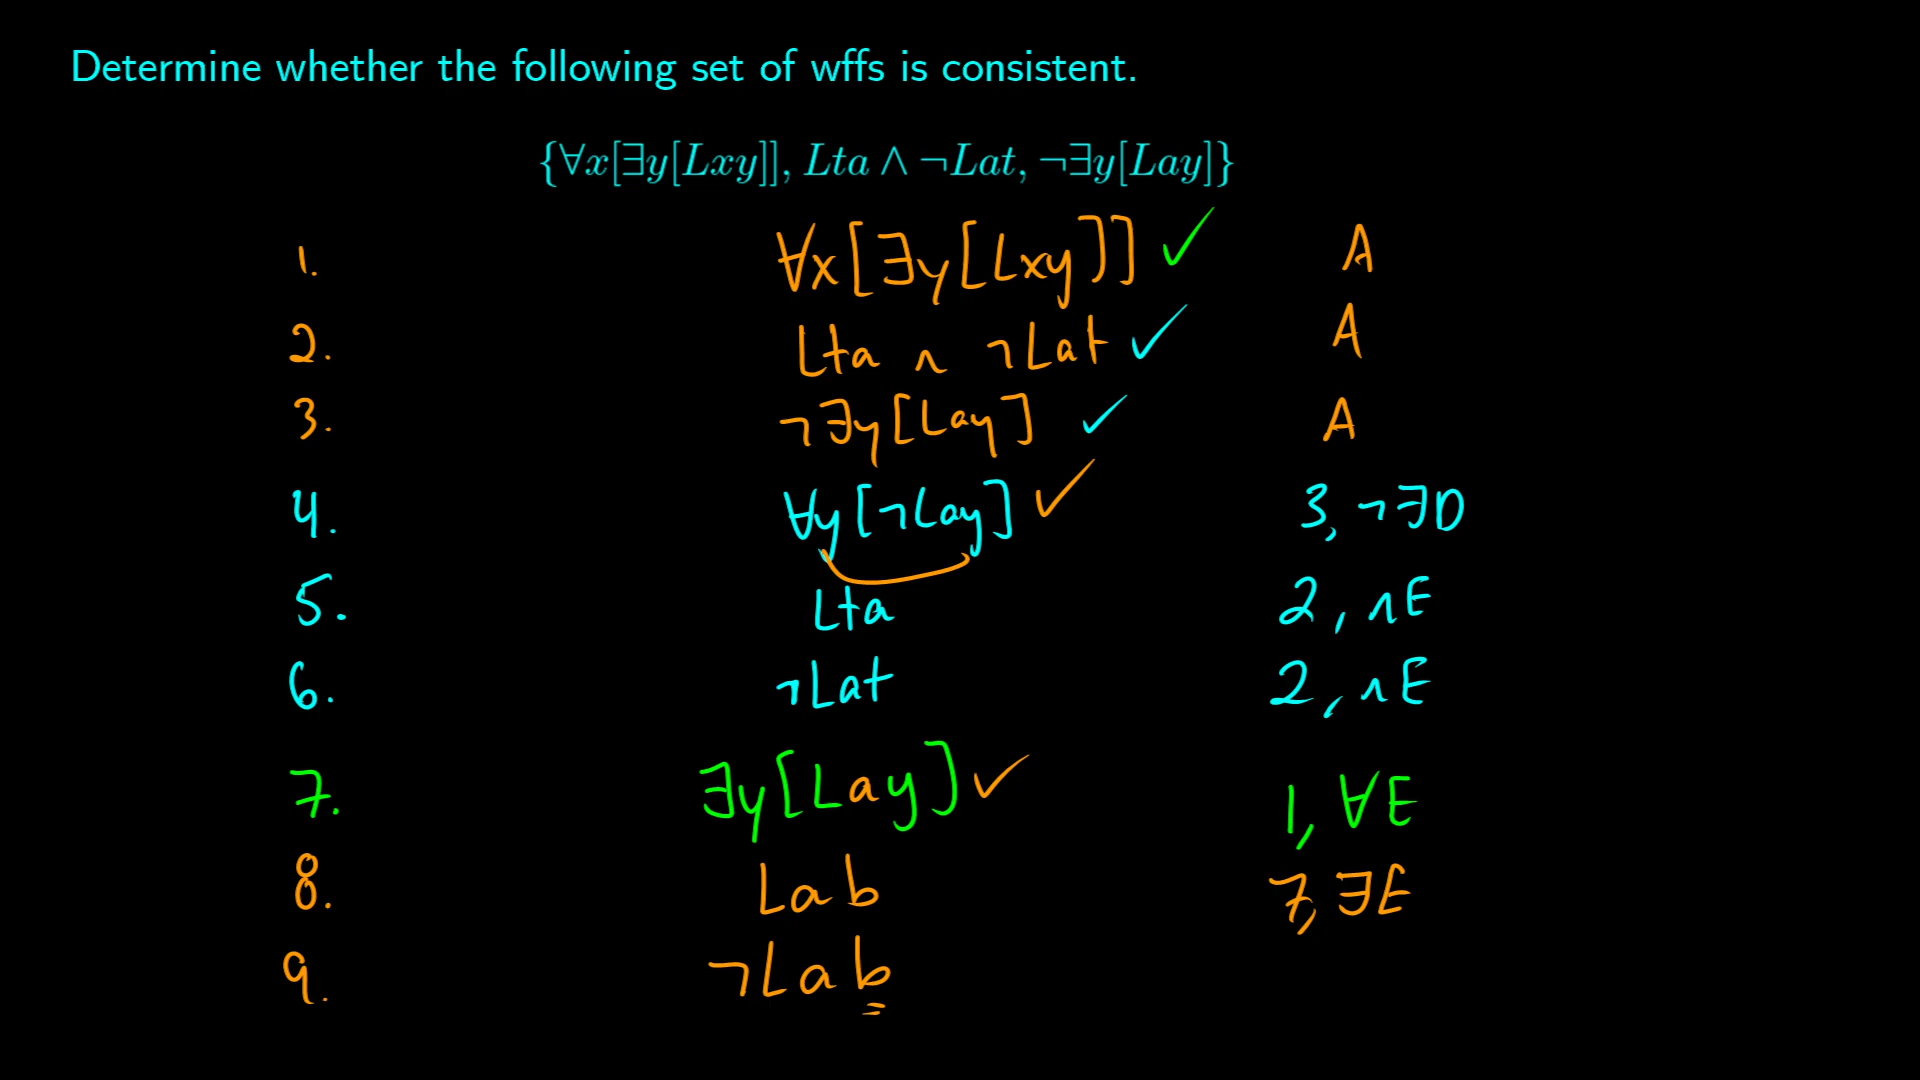 Determine whether the following set of wffs is consistent.
{∀x[∃y[Lxy]], Lta ∧ ¬Lat, ¬∃y[Lay]}
1. ∀x[∃y[Lxy]] ✓ A
2. Lta ∧ ¬Lat ✓ A
3. ¬∃y[Lay] ✓ A
4. ∀y[¬Lay] ✓ 3, ¬∃D
5. Lta 2, ∧E
6. ¬Lat 2, ∧E
7. ∃y[Lay] ✓ 1, ∀E
8. Lab 7, ∃E
9. ¬Lab